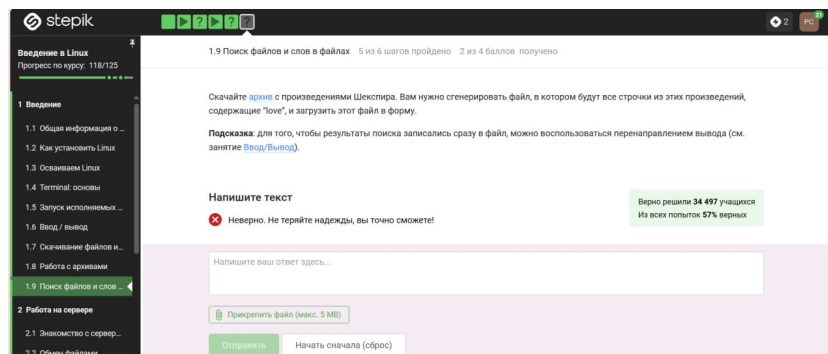 stepik
2
PC
21
Введение в Linux
Прогресс по курсу: 118/125
1 Введение
1.1 Общая информация о ...
1.2 Как установить Linux
1.3 Осваиваем Linux
1.4 Terminal: основы
1.5 Запуск исполняемых ...
1.6 Ввод / вывод
1.7 Скачивание файлов и...
1.8 Работа с архивами
1.9 Поиск файлов и слов ...
2 Работа на сервере
2.1 Знакомство с сервер...
2.2 Обмен файлами
1.9 Поиск файлов и слов в файлах 5 из 6 шагов пройдено 2 из 4 баллов получено
Скачайте архив с произведениями Шекспира. Вам нужно сгенерировать файл, в котором будут все строчки из этих произведений,
содержащие "love", и загрузить этот файл в форму.
Подсказка: для того, чтобы результаты поиска записались сразу в файл, можно воспользоваться перенаправлением вывода (см.
занятие Ввод/Вывод).
Напишите текст
Неверно. Не теряйте надежды, вы точно сможете!
Верно решили 34 497 учащихся
Из всех попыток 57% верных
Напишите ваш ответ здесь...
Прикрепить файл (макс. 5 MB)
Отправить
Начать сначала (сброс)